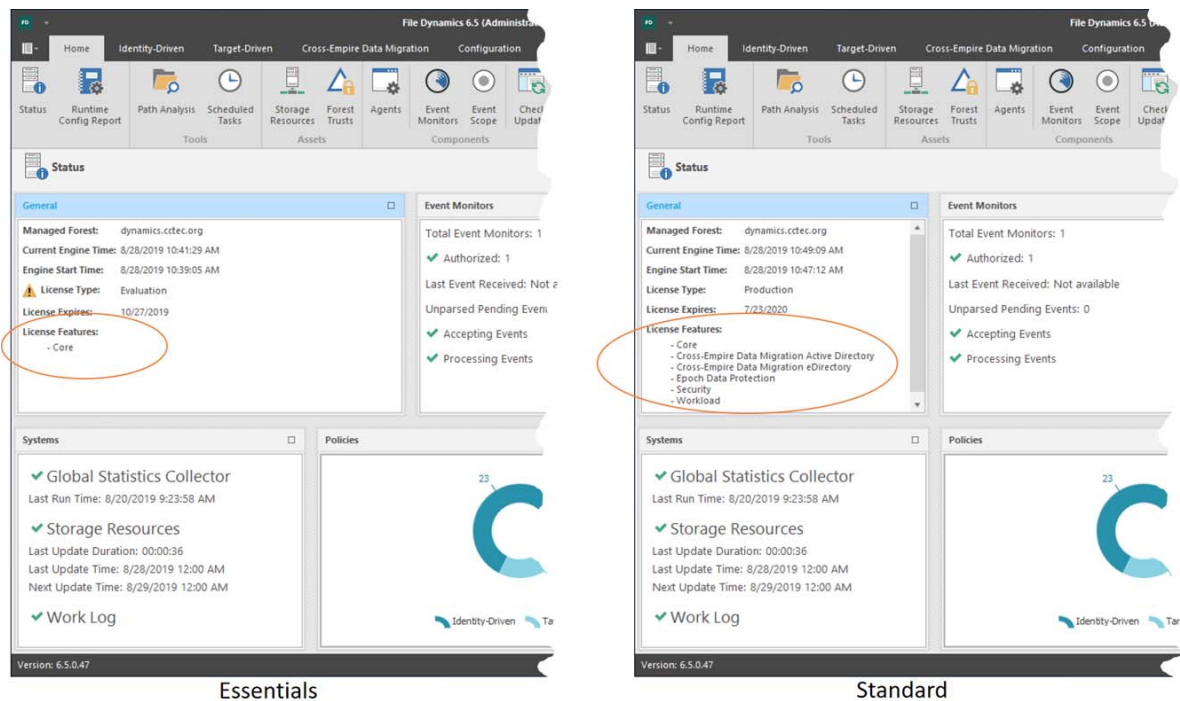 FD
File Dynamics 6.5 (Administra
Home Identity-Driven Target-Driven Cross-Empire Data Migration Configuration
Status Runtime Config Report Path Analysis Scheduled Tasks Storage Resources Forest Trusts Agents Event Monitors Event Scope Check Updat
Tools Assets Components
Status
General
Managed Forest: dynamics.cctec.org
Current Engine Time: 8/28/2019 10:41:29 AM
Engine Start Time: 8/28/2019 10:39:05 AM
License Type: Evaluation
License Expires: 10/27/2019
License Features:
- Core
Event Monitors
Total Event Monitors: 1
Authorized: 1
Last Event Received: Not a
Unparsed Pending Even
Accepting Events
Processing Events
Systems
Global Statistics Collector
Last Run Time: 8/20/2019 9:23:58 AM
Storage Resources
Last Update Duration: 00:00:36
Last Update Time: 8/28/2019 12:00 AM
Next Update Time: 8/29/2019 12:00 AM
Work Log
Policies
23
Identity-Driven Ta
Version: 6.5.0.47
Essentials
FD
File Dynamics 6.5
Home Identity-Driven Target-Driven Cross-Empire Data Migration Configuration
Status Runtime Config Report Path Analysis Scheduled Tasks Storage Resources Forest Trusts Agents Event Monitors Event Scope Check Updat
Tools Assets Components
Status
General
Managed Forest: dynamics.cctec.org
Current Engine Time: 8/28/2019 10:49:09 AM
Engine Start Time: 8/28/2019 10:47:12 AM
License Type: Production
License Expires: 7/23/2020
License Features:
- Core
- Cross-Empire Data Migration Active Directory
- Cross-Empire Data Migration eDirectory
- Epoch Data Protection
- Security
- Workload
Event Monitors
Total Event Monitors: 1
Authorized: 1
Last Event Received: Not available
Unparsed Pending Events: 0
Accepting Events
Processing Events
Systems
Global Statistics Collector
Last Run Time: 8/20/2019 9:23:58 AM
Storage Resources
Last Update Duration: 00:00:36
Last Update Time: 8/28/2019 12:00 AM
Next Update Time: 8/29/2019 12:00 AM
Work Log
Policies
23
Identity-Driven Tar
Version: 6.5.0.47
Standard